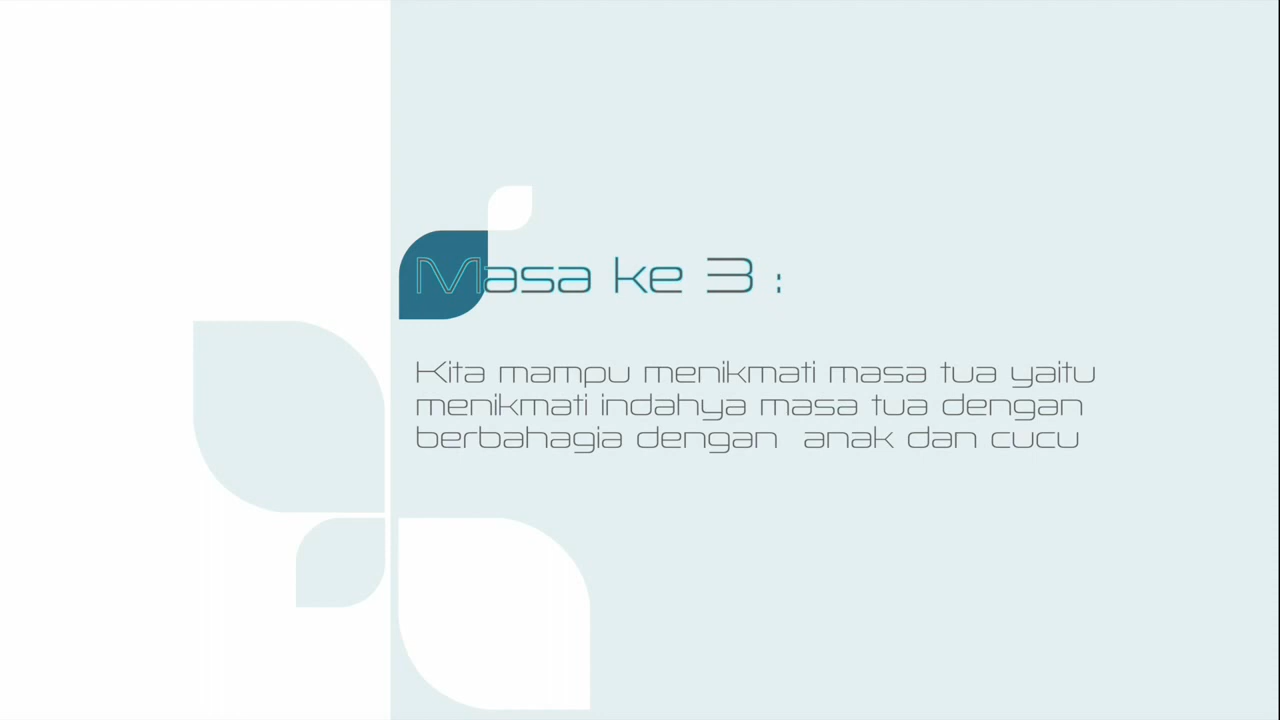 Masa ke 3 :
Kita mampu menikmati masa tua yaitu
menikmati indahya masa tua dengan
berbahagia dengan  anak dan cucu